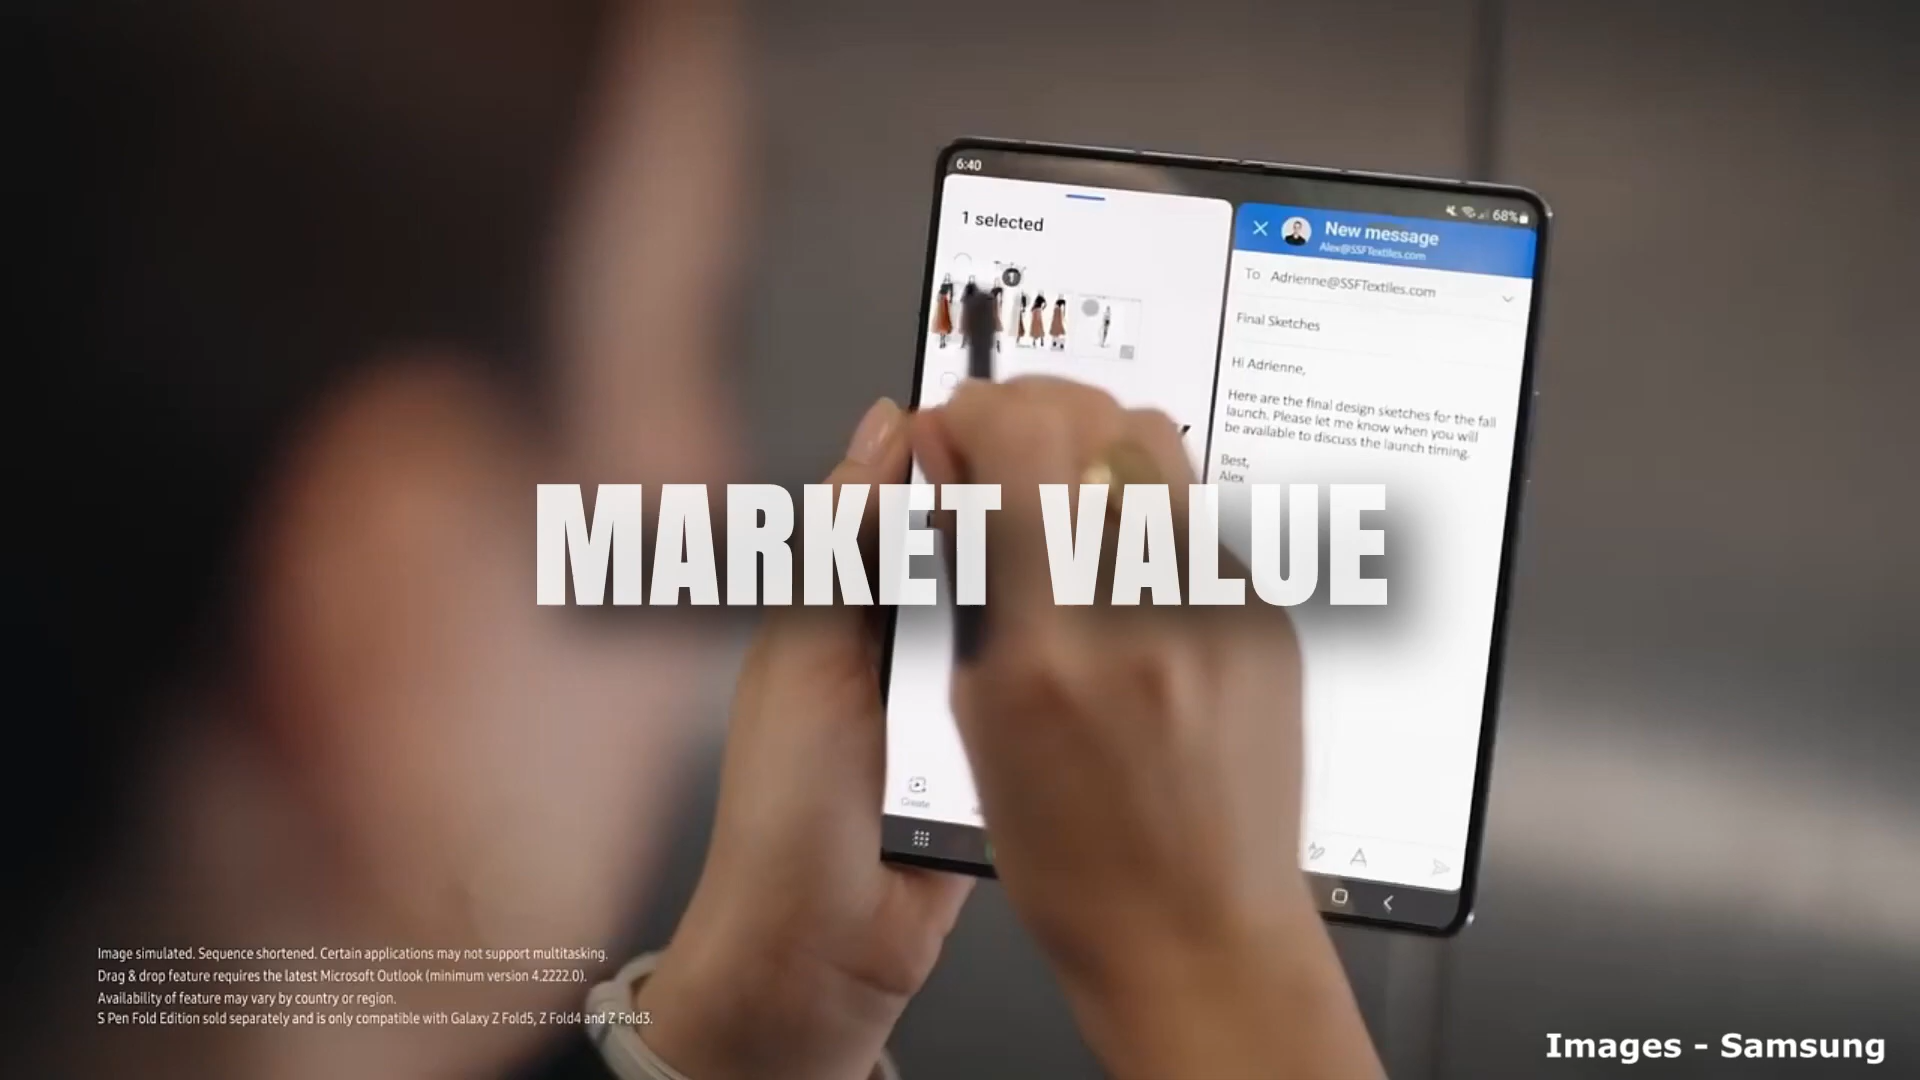 6:40
68%
1 selected
1
New message
Alex@SSFTextiles.com
To Adrienne@SSFTextiles.com
Final Sketches
Hi Adrienne,
Here are the final design sketches for the fall
launch. Please let me know when you will
be available to discuss the launch timing.
Best,
Alex
MARKET VALUE
Create
Image simulated. Sequence shortened. Certain applications may not support multitasking.
Drag & drop feature requires the latest Microsoft Outlook (minimum version 4.2222.0).
Availability of feature may vary by country or region.
S Pen Fold Edition sold separately and is only compatible with Galaxy Z Fold5, Z Fold4 and Z Fold3.
Images - Samsung